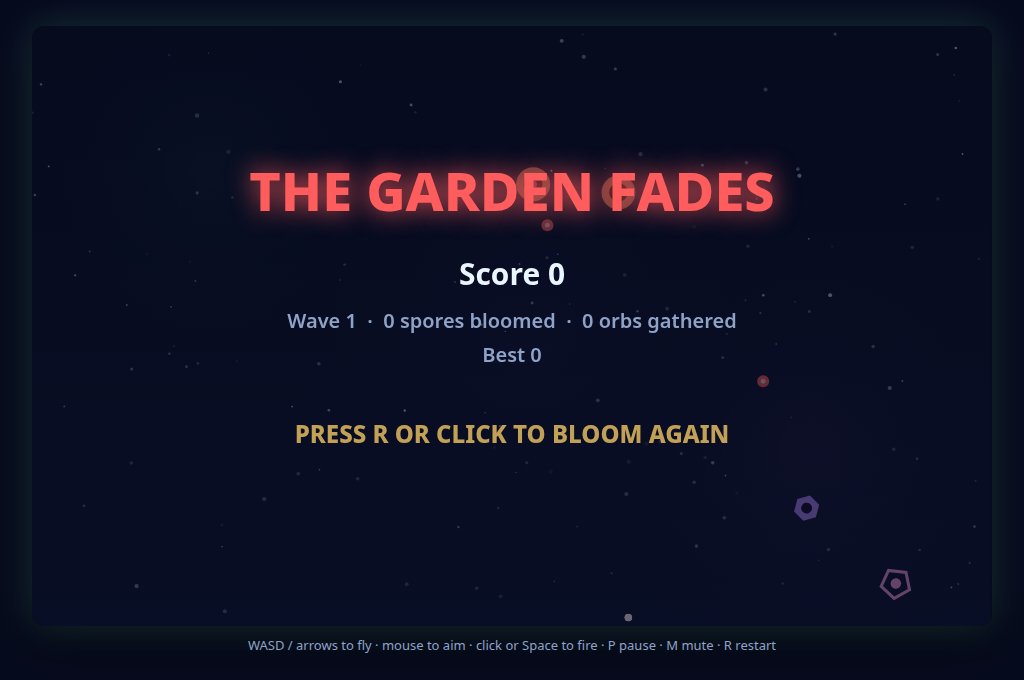 THE GARDEN FADES
Score 0
Wave 1 · 0 spores bloomed · 0 orbs gathered
Best 0
PRESS R OR CLICK TO BLOOM AGAIN
WASD / arrows to fly · mouse to aim · click or Space to fire · P pause · M mute · R restart